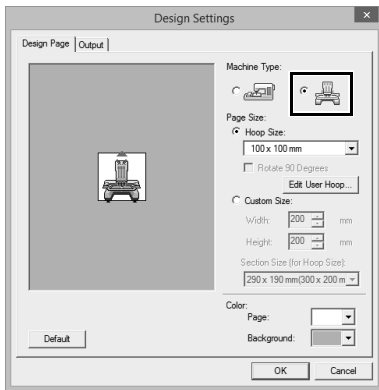 Design Settings
Design Page
Output
Machine Type:
Page Size:
Hoop Size:
100 x 100 mm
Rotate 90 Degrees
Edit User Hoop...
Custom Size:
Width: 200 mm
Height: 200 mm
Section Size (for Hoop Size):
290 x 190 mm(300 x 200 m
Color:
Page:
Background:
Default
OK
Cancel